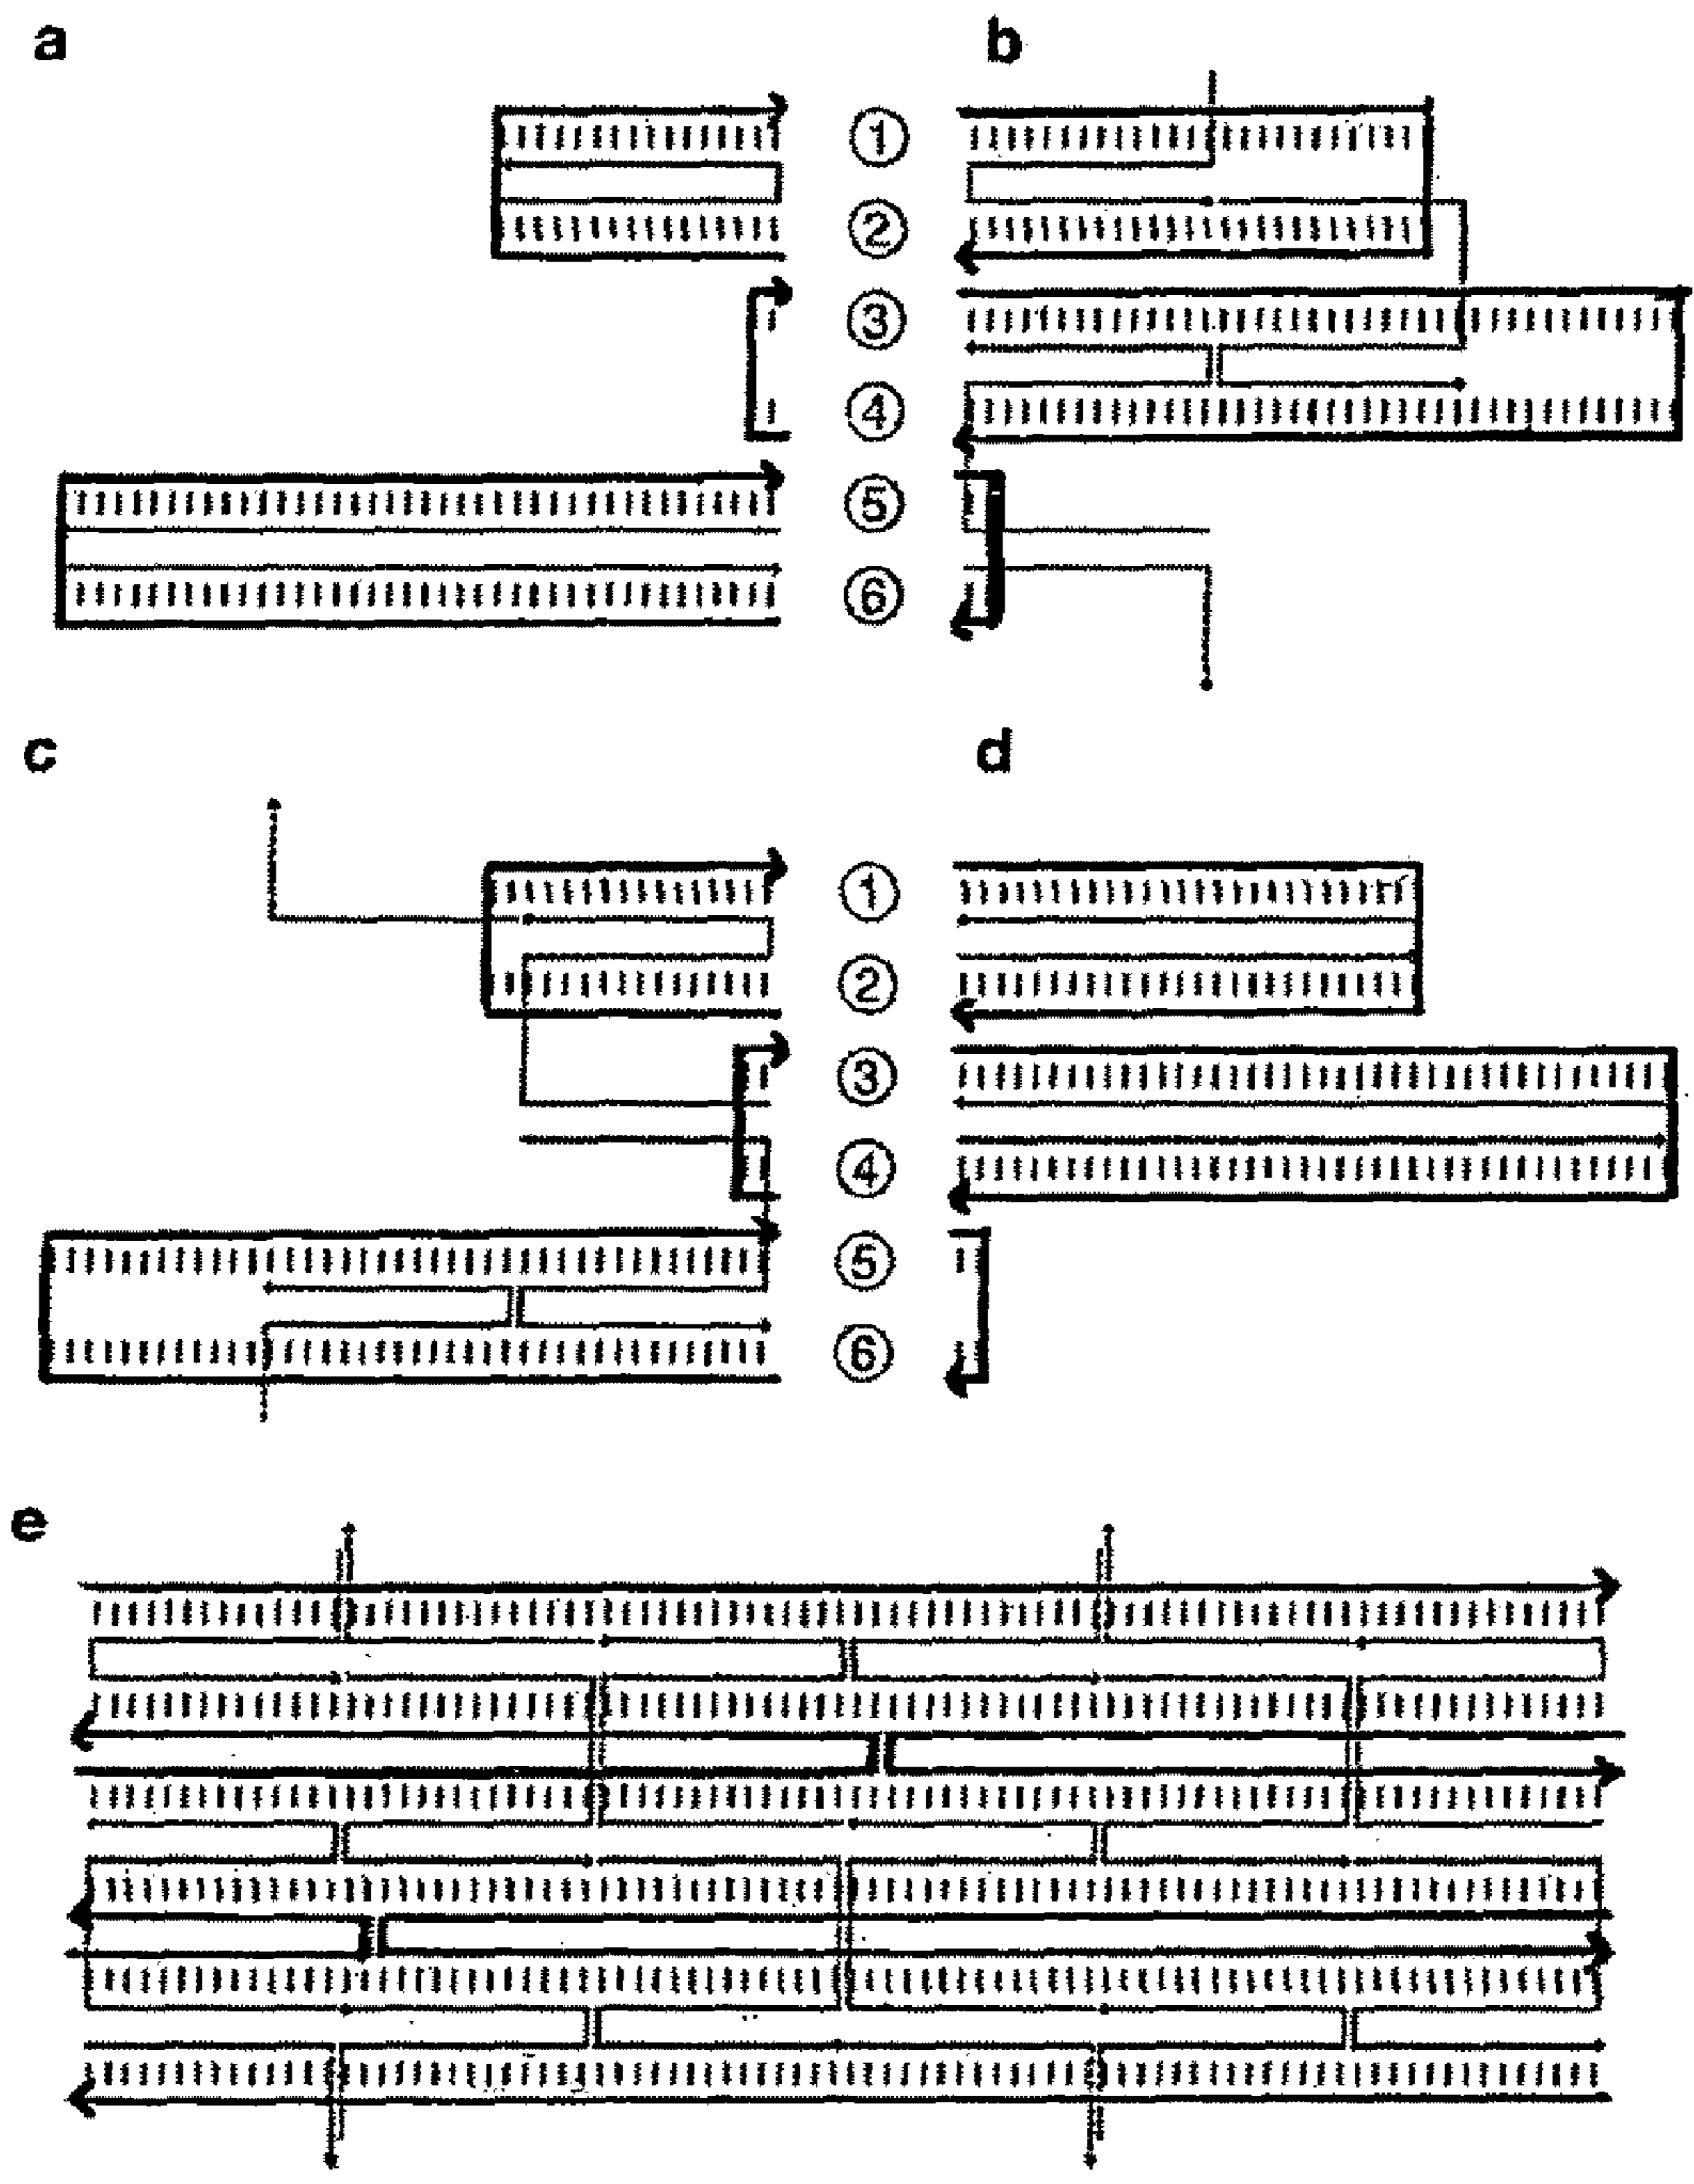 a
b
①
②
③
④
⑤
⑥
c
d
①
②
③
④
⑤
⑥
e